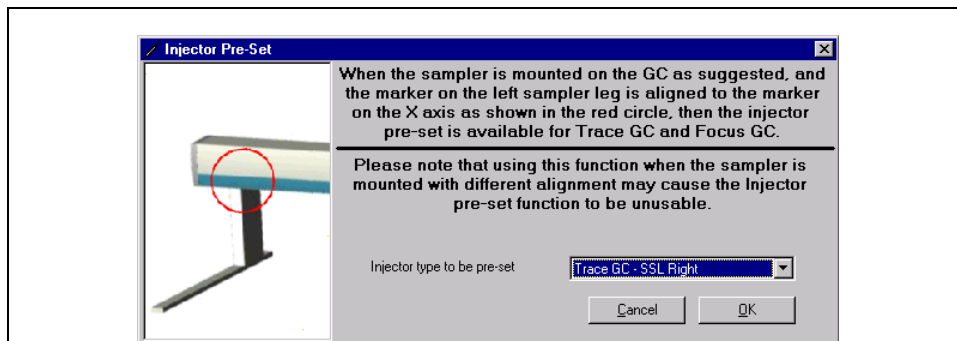 Injector Pre-Set
When the sampler is mounted on the GC as suggested, and
the marker on the left sampler leg is aligned to the marker
on the X axis as shown in the red circle, then the injector
pre-set is available for Trace GC and Focus GC.
Please note that using this function when the sampler is
mounted with different alignment may cause the Injector
pre-set function to be unusable.
Injector type to be pre-set
Trace GC - SSL Right
Cancel
OK